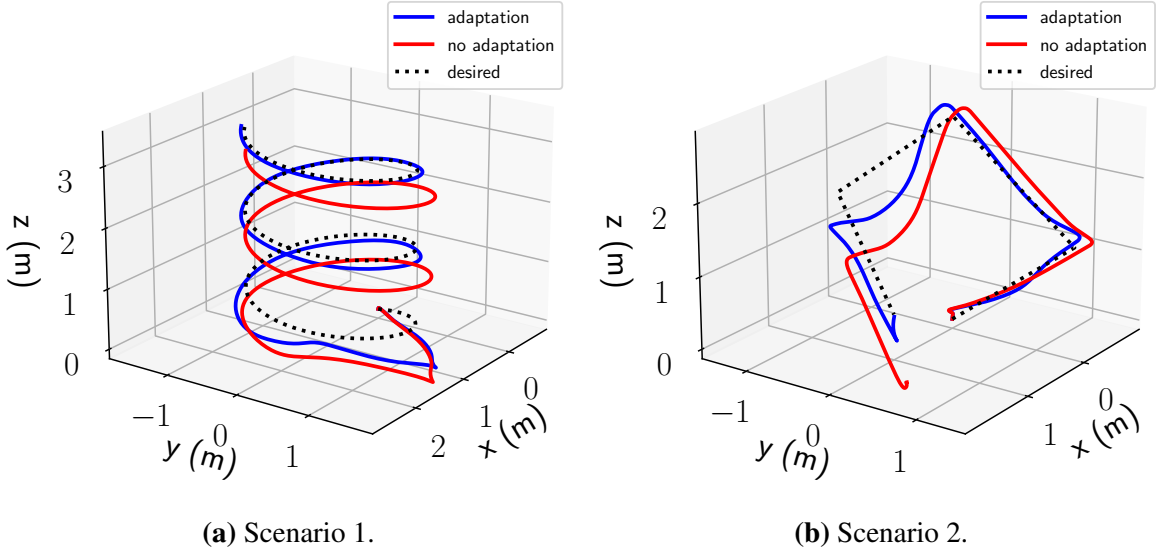 adaptation
no adaptation
desired
3
2
1
0
z (m)
−1
0
1
y (m)
2
1
0
x (m)
(a) Scenario 1.
adaptation
no adaptation
desired
2
1
0
z (m)
−1
0
1
y (m)
1
0
x (m)
(b) Scenario 2.